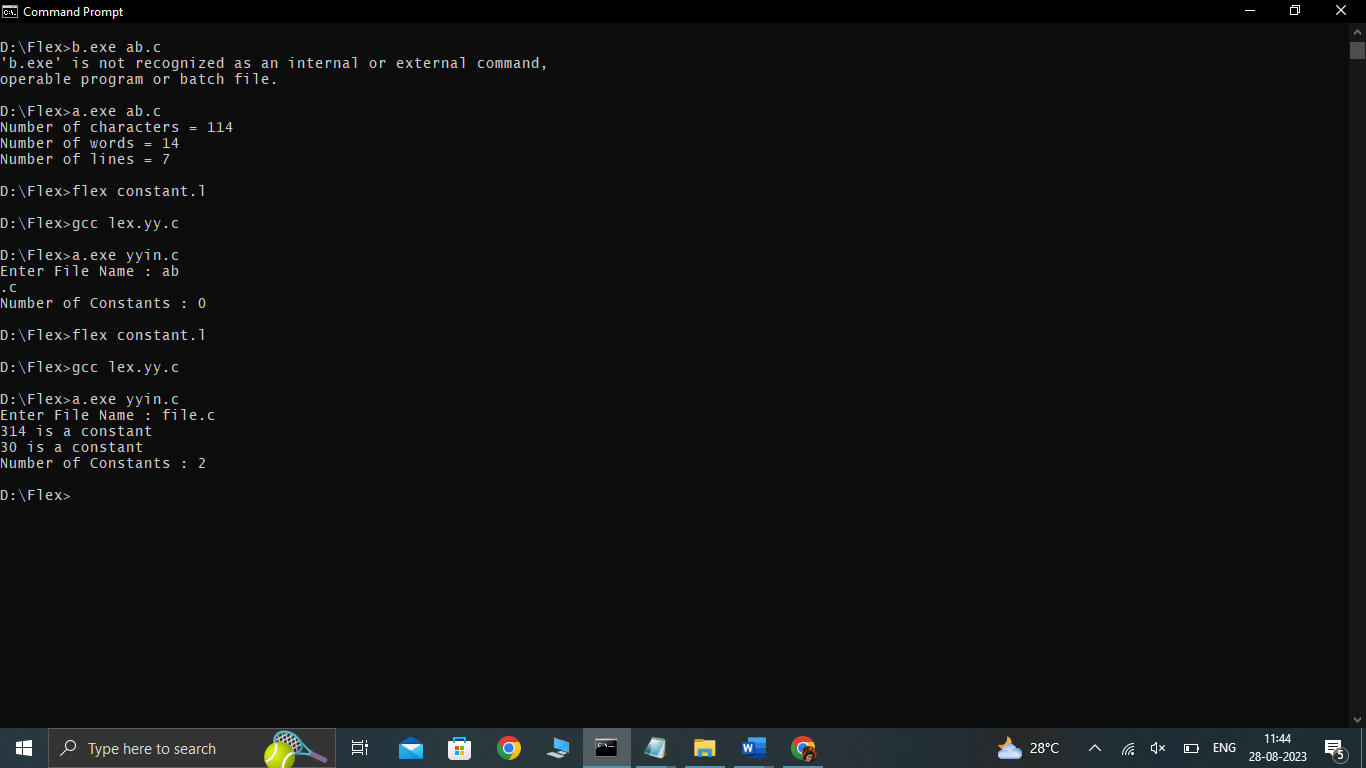 Command Prompt
D:\Flex>b.exe ab.c
'b.exe' is not recognized as an internal or external command,
operable program or batch file.
D:\Flex>a.exe ab.c
Number of characters = 114
Number of words = 14
Number of lines = 7
D:\Flex>flex constant.l
D:\Flex>gcc lex.yy.c
D:\Flex>a.exe yyin.c
Enter File Name : ab
.c
Number of Constants : 0
D:\Flex>flex constant.l
D:\Flex>gcc lex.yy.c
D:\Flex>a.exe yyin.c
Enter File Name : file.c
314 is a constant
30 is a constant
Number of Constants : 2
D:\Flex>
Type here to search
28°C
ENG
11:44
28-08-2023
5